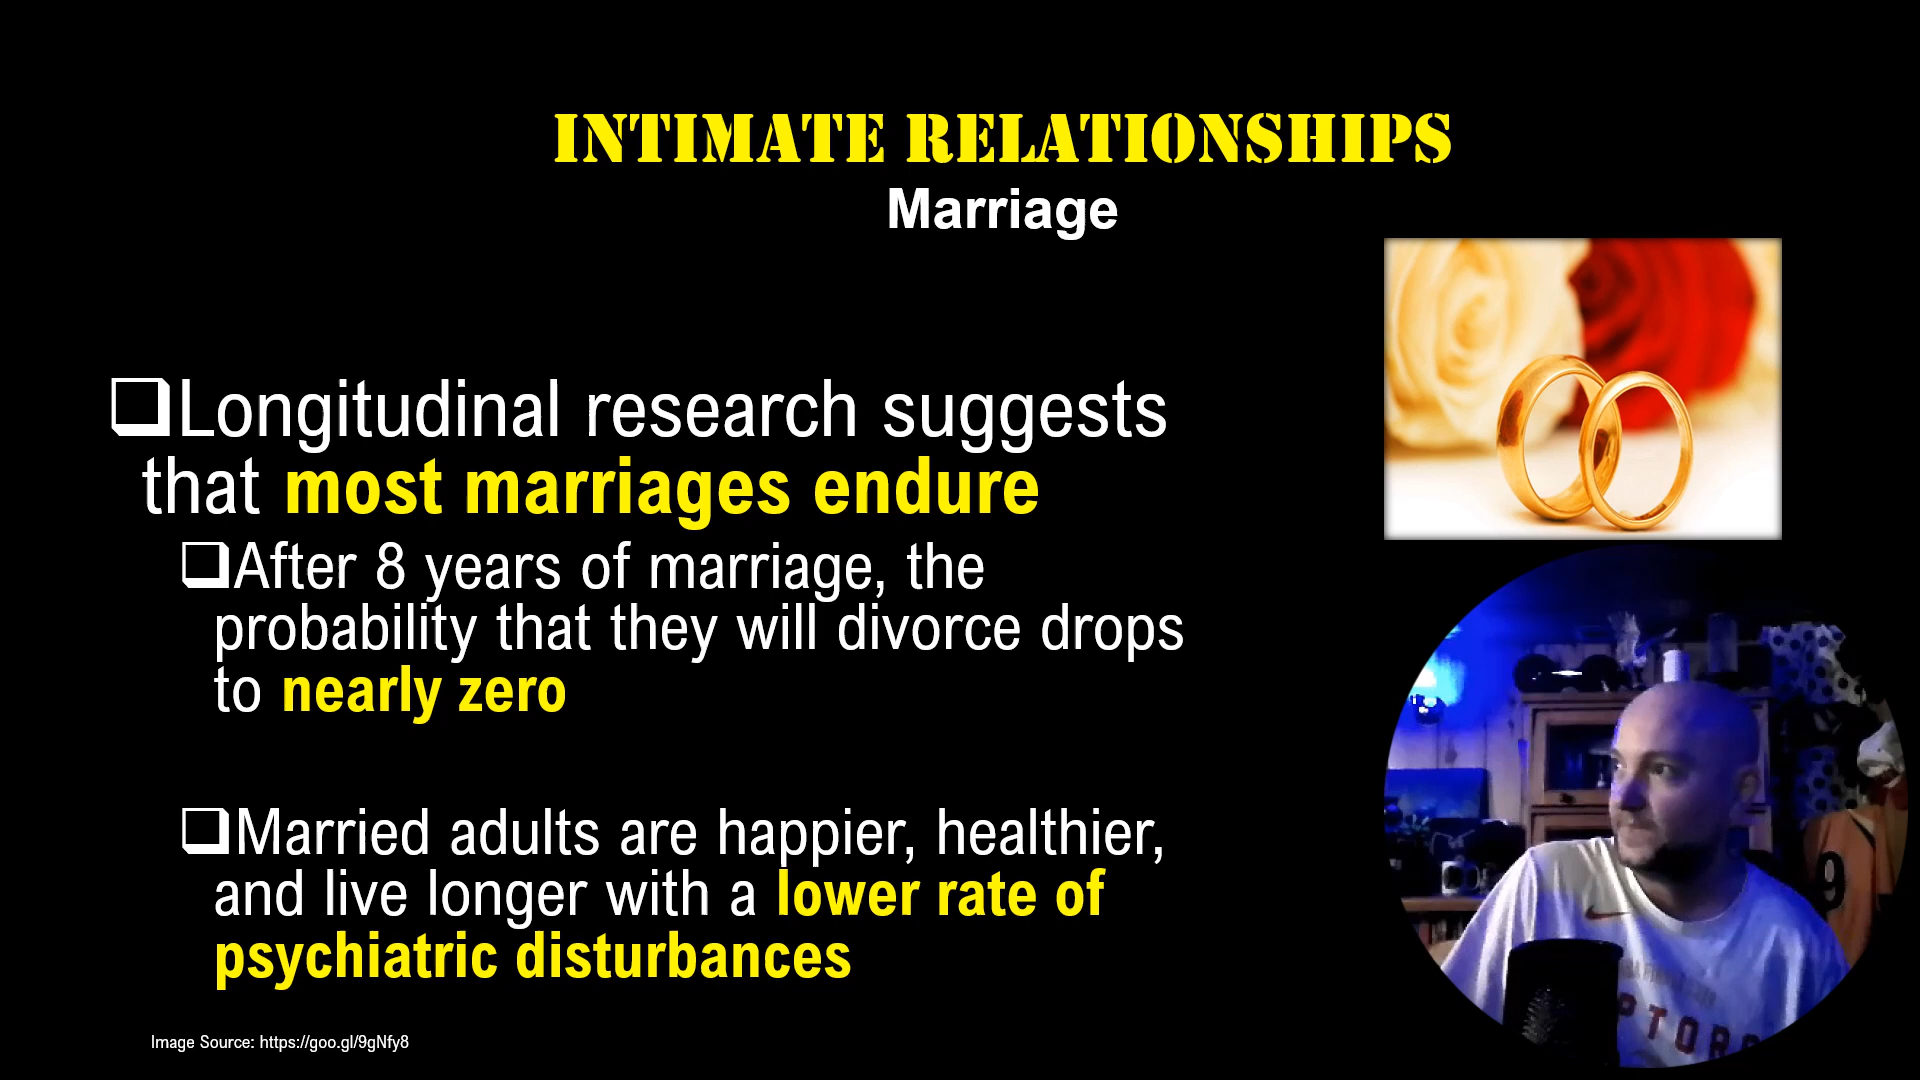 INTIMATE RELATIONSHIPS
Marriage
❑Longitudinal research suggests
that most marriages endure
❑After 8 years of marriage, the
probability that they will divorce drops
to nearly zero
❑Married adults are happier, healthier,
and live longer with a lower rate of
psychiatric disturbances
Image Source: https://goo.gl/9gNfy8
9